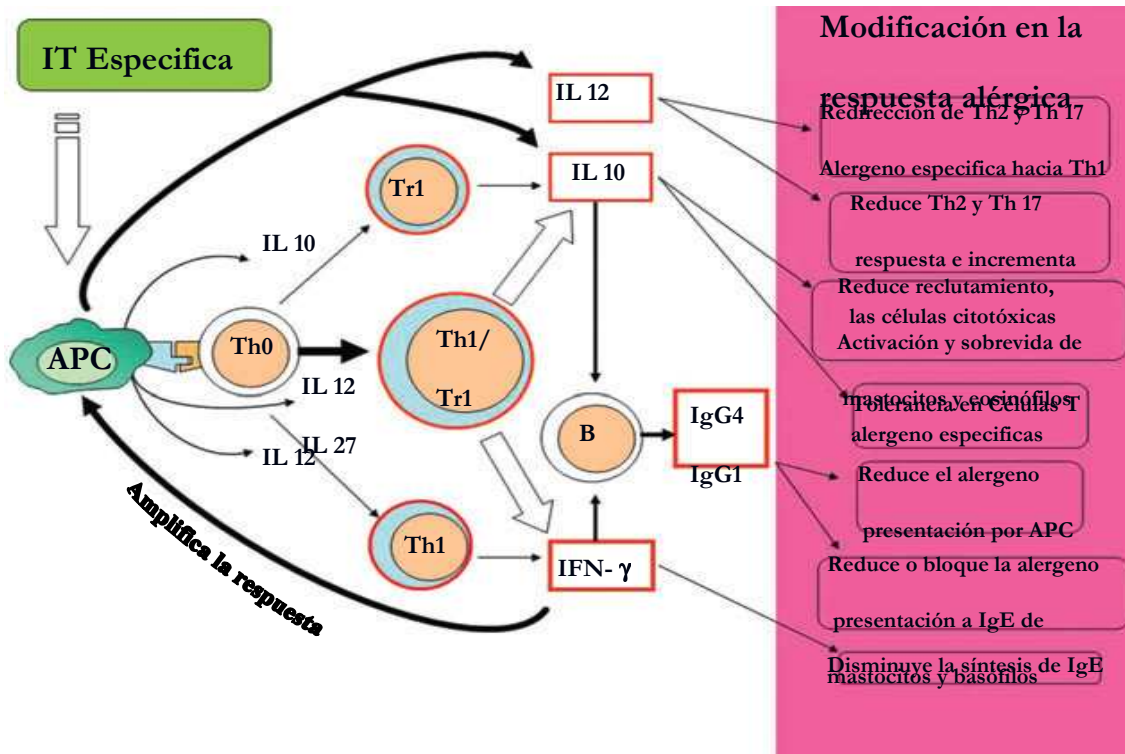 IT Especifica
IL 12
IL 10
Tr1
IL 10
APC
Th0
Th1/
Tr1
IL 12
IL 27
IL 12
B
IgG4
IgG1
Th1
IFN- γ
Amplifica la respuesta
Modificación en la
respuesta alérgica
Redirección de Th2 y Th 17
Alergeno especifica hacia Th1
Reduce Th2 y Th 17
respuesta e incrementa
las células citotóxicas
Reduce reclutamiento,
Activación y sobrevida de
mastocitos y eosinófilos
Tolerancia en Células T
alergeno especificas
Reduce el alergeno
presentación por APC
Reduce o bloque la alergeno
presentación a IgE de
mastocitos y basófilos
Disminuye la síntesis de IgE